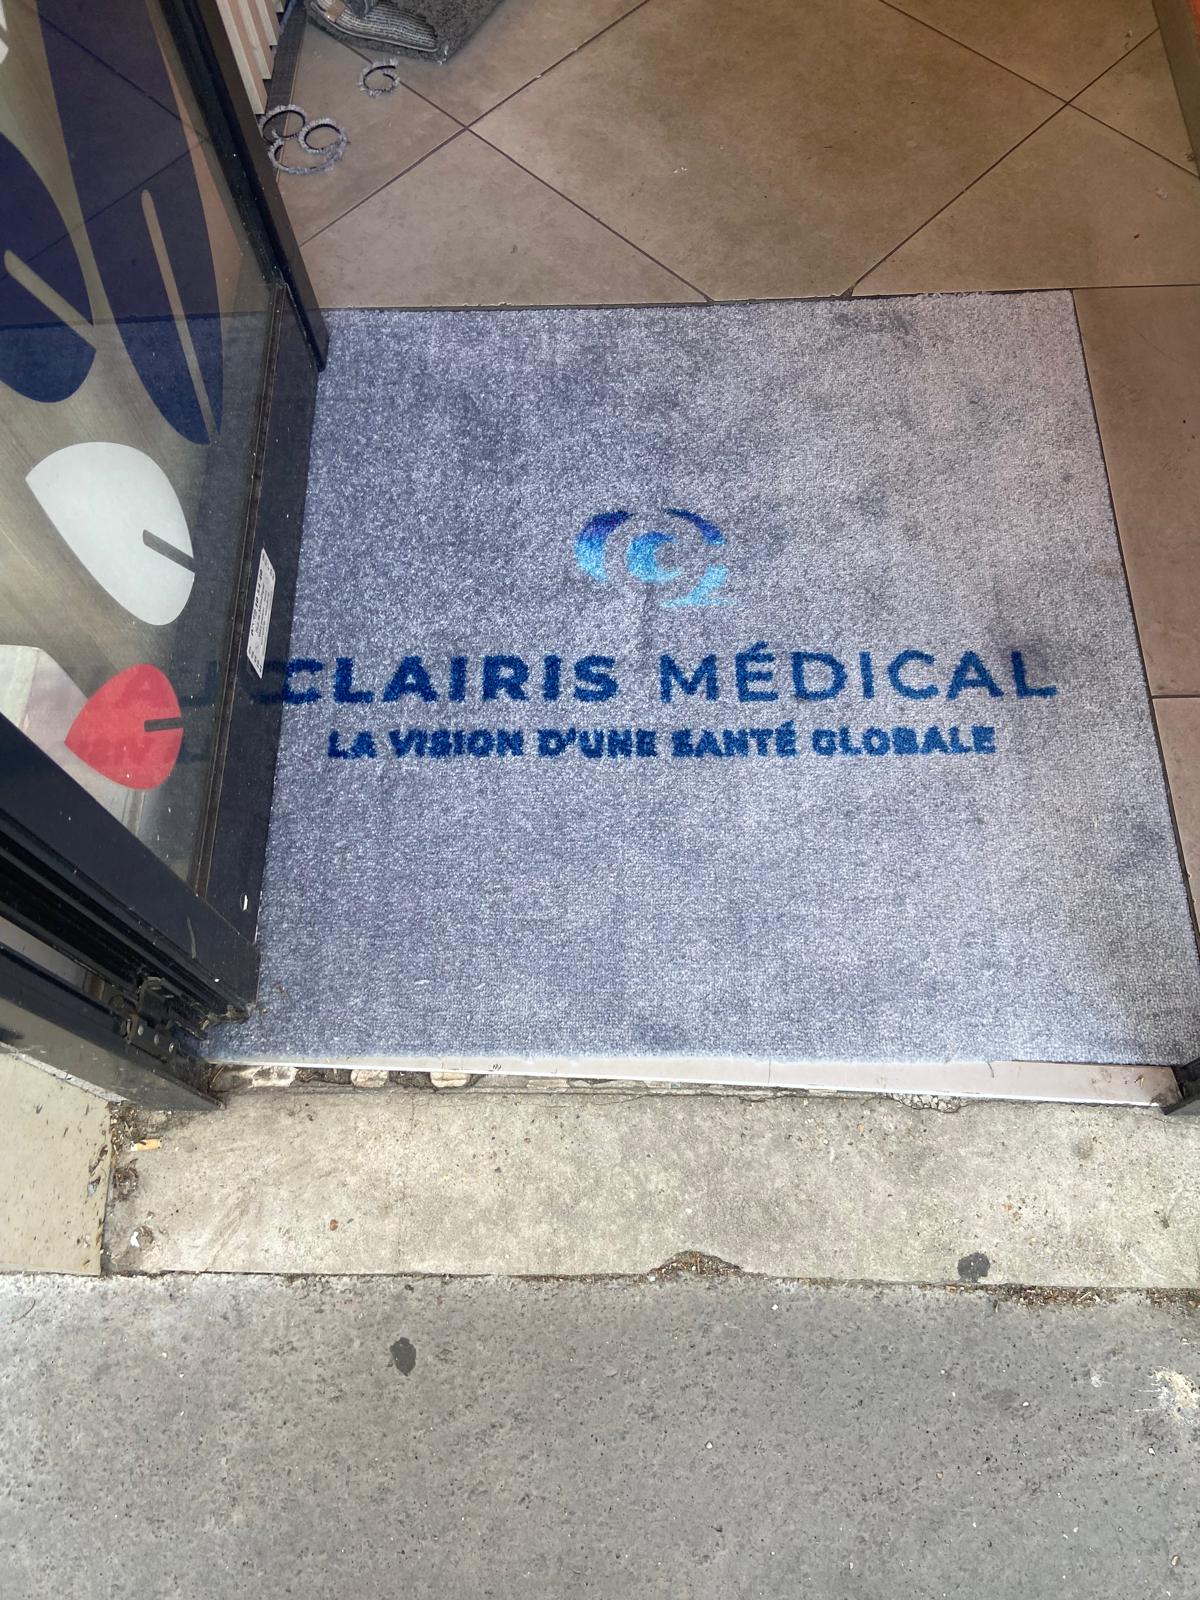 CLAIRIS MÉDICAL
LA VISION D'UNE SANTÉ GLOBALE